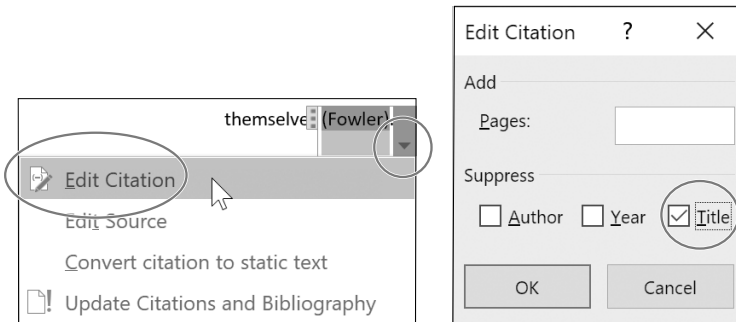 themselve (Fowler).
Edit Citation
Edit Source
Convert citation to static text
Update Citations and Bibliography
Edit Citation ? ×
Add
Pages:
Suppress
Author Year Title
OK Cancel